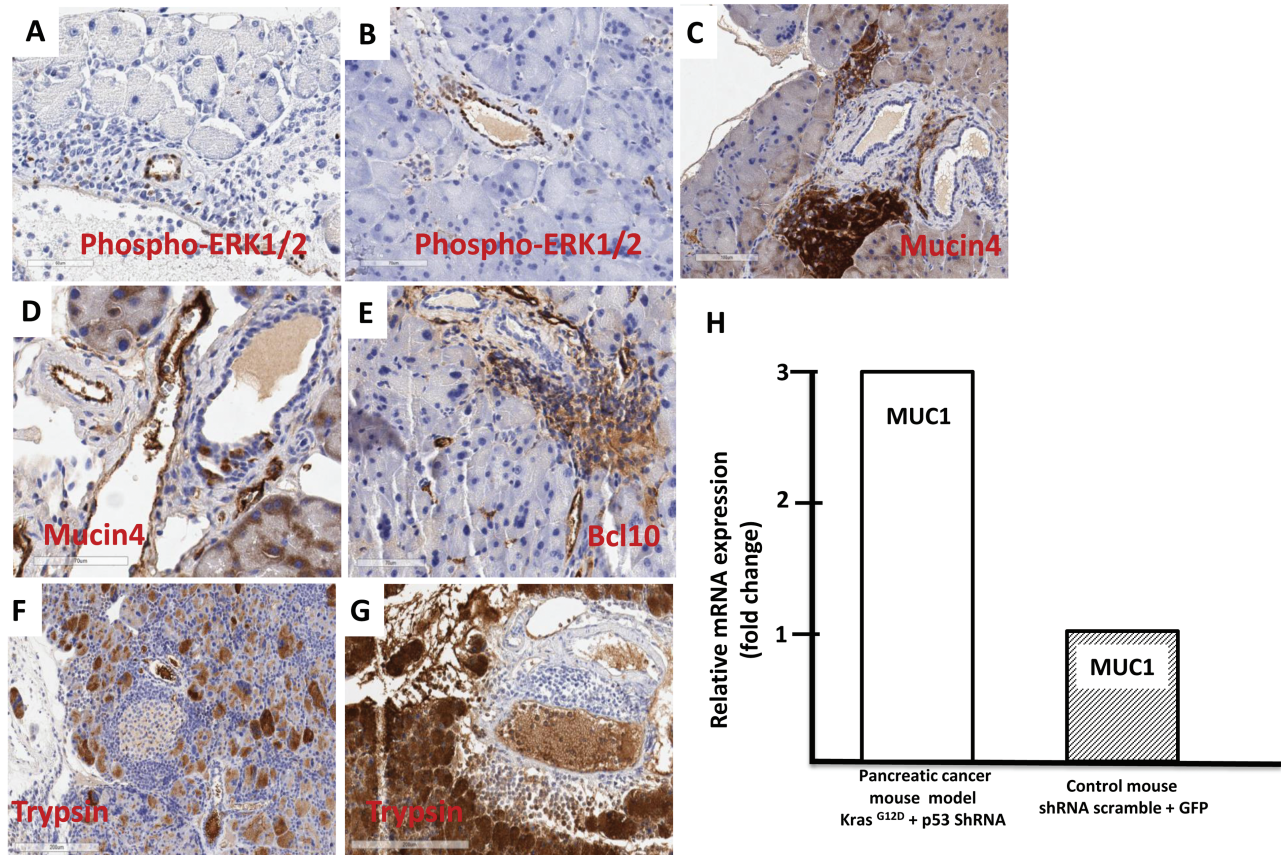 A
Phospho-ERK1/2
B
Phospho-ERK1/2
C
Mucin4
D
Mucin4
E
Bcl10
F
Trypsin
G
Trypsin
H
Relative mRNA expression
(fold change)
3
2
1
MUC1
MUC1
Pancreatic cancer
mouse model
Kras G12D + p53 ShRNA
Control mouse
shRNA scramble + GFP